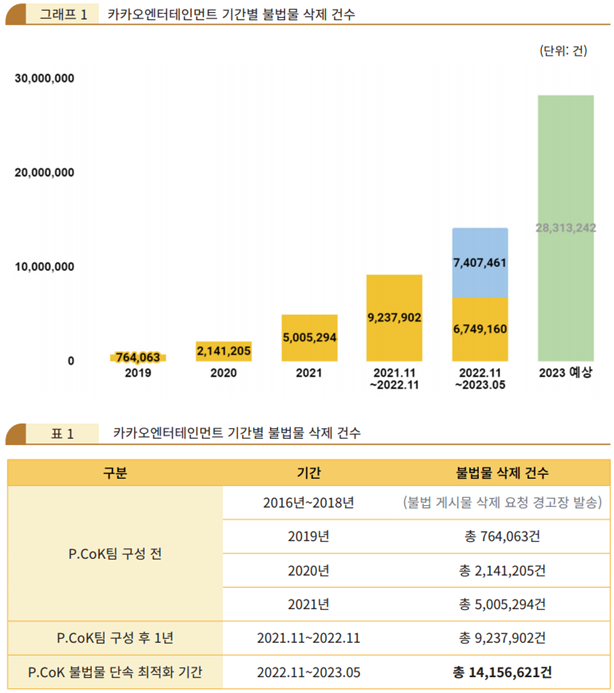 그래프 1 카카오엔터테인먼트 기간별 불법물 삭제 건수
(단위: 건)
30,000,000
20,000,000
10,000,000
0
764,063
2,141,205
5,005,294
9,237,902
7,407,461
6,749,160
28,313,242
2019 2020 2021 2021.11 2022.11 2023 예상
~2022.11 ~2023.05
표 1 카카오엔터테인먼트 기간별 불법물 삭제 건수
구분 기간 불법물 삭제 건수
2016년~2018년 (불법 게시물 삭제 요청 경고장 발송)
2019년 총 764,063건
P.CoK팀 구성 전
2020년 총 2,141,205건
2021년 총 5,005,294건
P.CoK팀 구성 후 1년 2021.11~2022.11 총 9,237,902건
P.CoK 불법물 단속 최적화 기간 2022.11~2023.05 총 14,156,621건